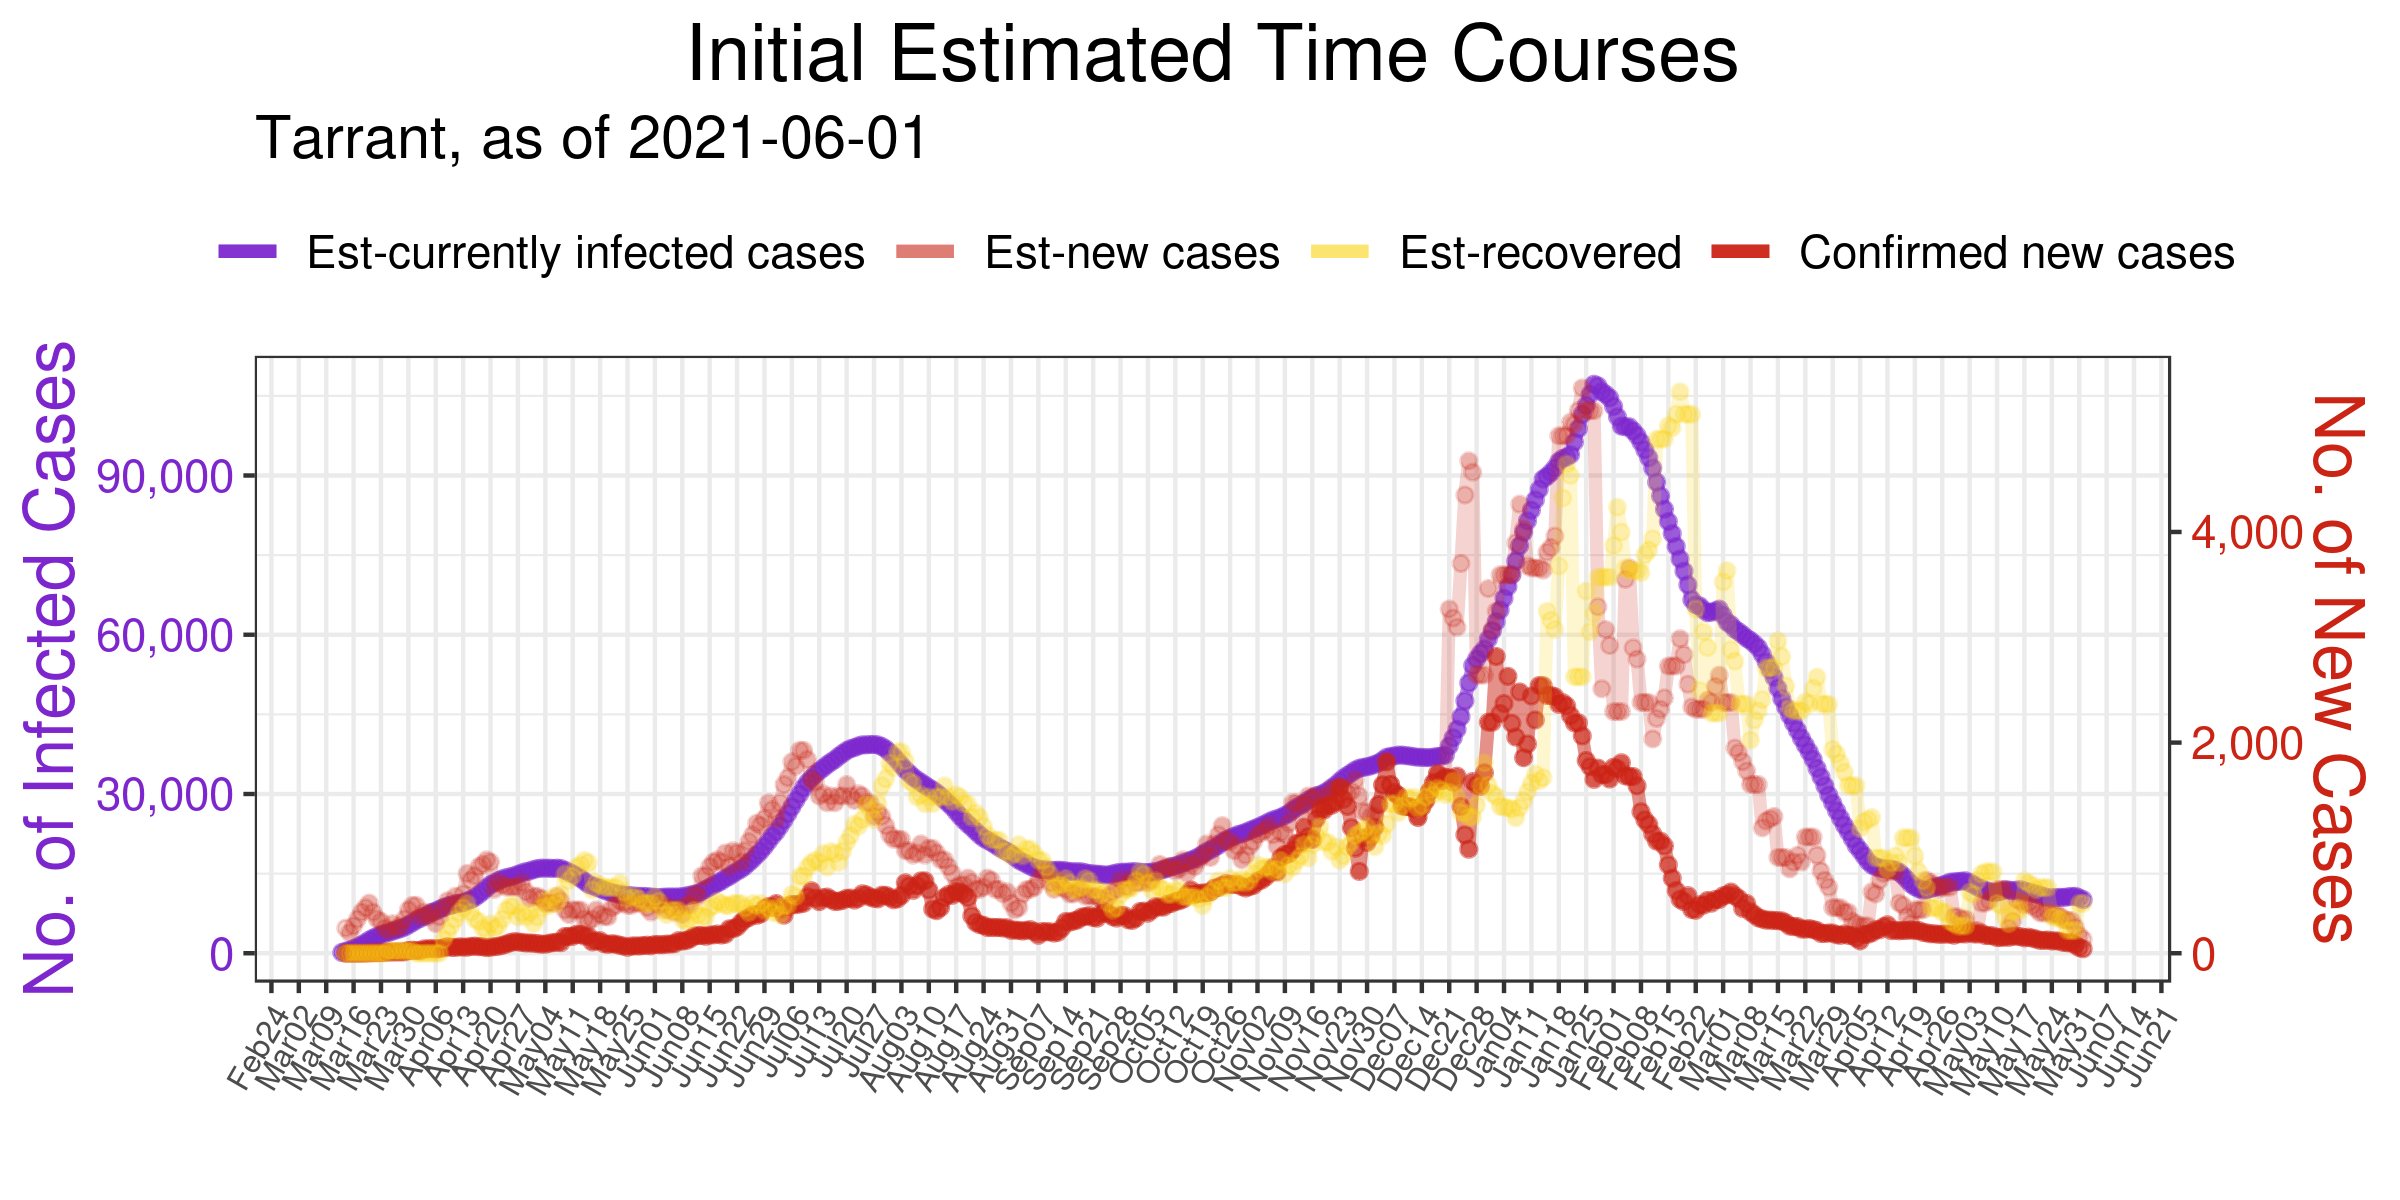 Initial Estimated Time Courses
Tarrant, as of 2021-06-01
Est-currently infected cases Est-new cases Est-recovered Confirmed new cases
No. of Infected Cases
90,000
60,000
30,000
0
4,000
2,000
0
No. of New Cases
Feb24 Mar02 Mar09 Mar16 Mar23 Mar30 Apr06 Apr13 Apr20 Apr27 May04 May11 May18 May25 Jun01 Jun08 Jun15 Jun22 Jun29 Jul06 Jul13 Jul20 Jul27 Aug03 Aug10 Aug17 Aug24 Aug31 Sep07 Sep14 Sep21 Sep28 Oct05 Oct12 Oct19 Oct26 Nov02 Nov09 Nov16 Nov23 Nov30 Dec07 Dec14 Dec21 Dec28 Jan04 Jan11 Jan18 Jan25 Feb01 Feb08 Feb15 Feb22 Mar01 Mar08 Mar15 Mar22 Mar29 Apr05 Apr12 Apr19 Apr26 May03 May10 May17 May24 May31 Jun07 Jun14 Jun21